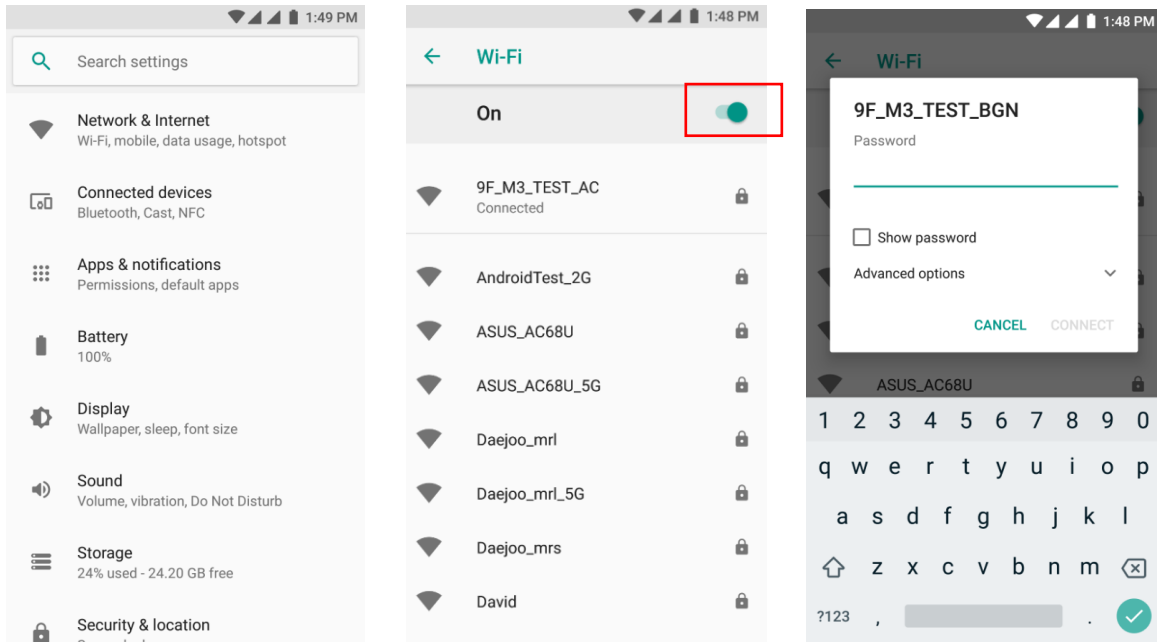 1:49 PM
Search settings
Network & Internet
Wi-Fi, mobile, data usage, hotspot
Connected devices
Bluetooth, Cast, NFC
Apps & notifications
Permissions, default apps
Battery
100%
Display
Wallpaper, sleep, font size
Sound
Volume, vibration, Do Not Disturb
Storage
24% used - 24.20 GB free
Security & location
1:48 PM
Wi-Fi
On
9F_M3_TEST_AC
Connected
AndroidTest_2G
ASUS_AC68U
ASUS_AC68U_5G
Daejoo_mrl
Daejoo_mrl_5G
Daejoo_mrs
David
1:48 PM
Wi-Fi
9F_M3_TEST_BGN
Password
Show password
Advanced options
CANCEL CONNECT
ASUS_AC68U
1 2 3 4 5 6 7 8 9 0
q w e r t y u i o p
a s d f g h j k l
z x c v b n m
?123 , .